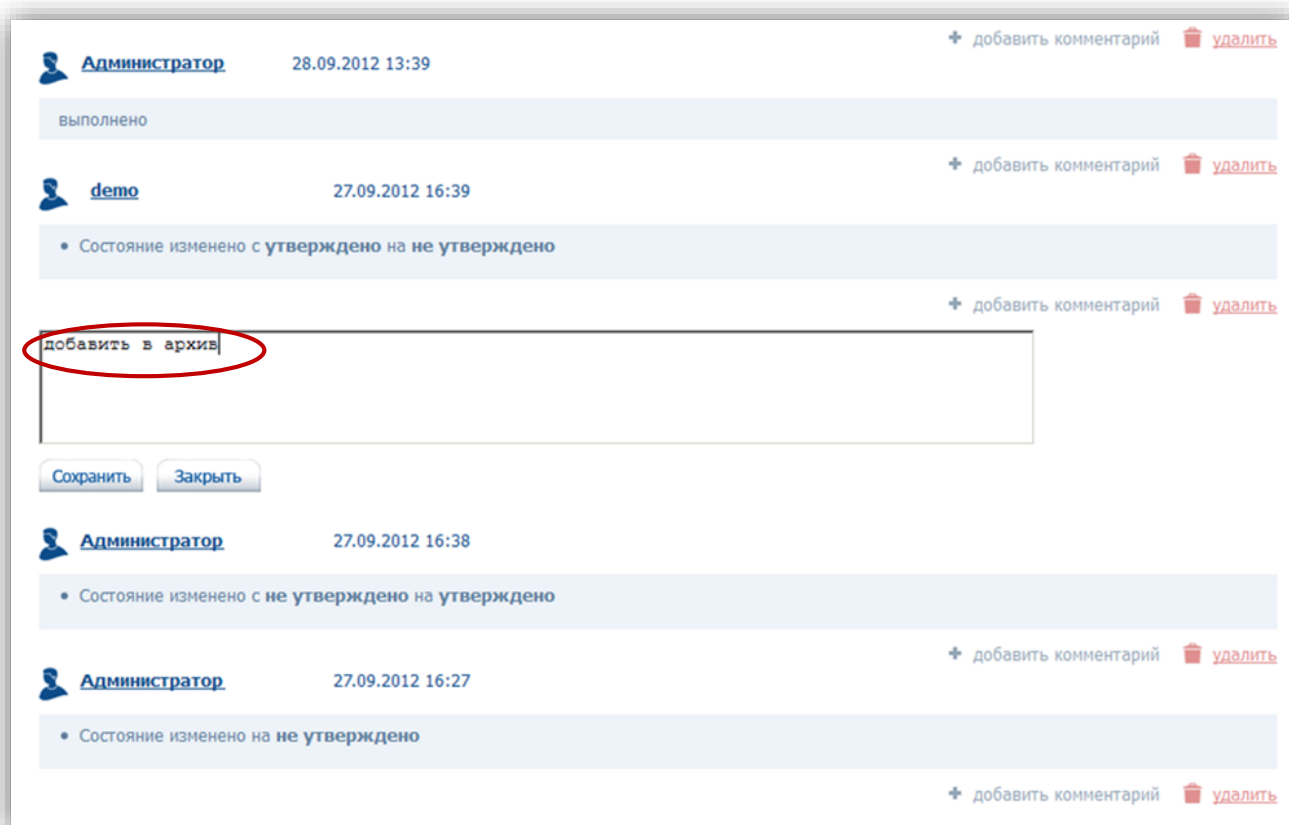 + добавить комментарий удалить
Администратор 28.09.2012 13:39
выполнено
+ добавить комментарий удалить
demo 27.09.2012 16:39
• Состояние изменено с утверждено на не утверждено
+ добавить комментарий удалить
добавить в архив
Сохранить Закрыть
Администратор 27.09.2012 16:38
• Состояние изменено с не утверждено на утверждено
+ добавить комментарий удалить
Администратор 27.09.2012 16:27
• Состояние изменено на не утверждено
+ добавить комментарий удалить